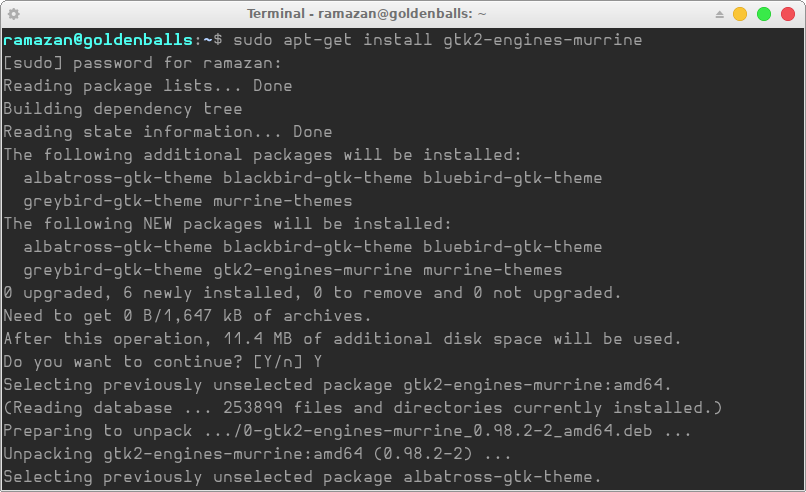 Terminal - ramazan@goldenballs: ~
ramazan@goldenballs:~$ sudo apt-get install gtk2-engines-murrine
[sudo] password for ramazan:
Reading package lists... Done
Building dependency tree
Reading state information... Done
The following additional packages will be installed:
  albatross-gtk-theme blackbird-gtk-theme bluebird-gtk-theme
  greybird-gtk-theme murrine-themes
The following NEW packages will be installed:
  albatross-gtk-theme blackbird-gtk-theme bluebird-gtk-theme
  greybird-gtk-theme gtk2-engines-murrine murrine-themes
0 upgraded, 6 newly installed, 0 to remove and 0 not upgraded.
Need to get 0 B/1,647 kB of archives.
After this operation, 11.4 MB of additional disk space will be used.
Do you want to continue? [Y/n] Y
Selecting previously unselected package gtk2-engines-murrine:amd64.
(Reading database ... 253899 files and directories currently installed.)
Preparing to unpack .../0-gtk2-engines-murrine_0.98.2-2_amd64.deb ...
Unpacking gtk2-engines-murrine:amd64 (0.98.2-2) ...
Selecting previously unselected package albatross-gtk-theme.